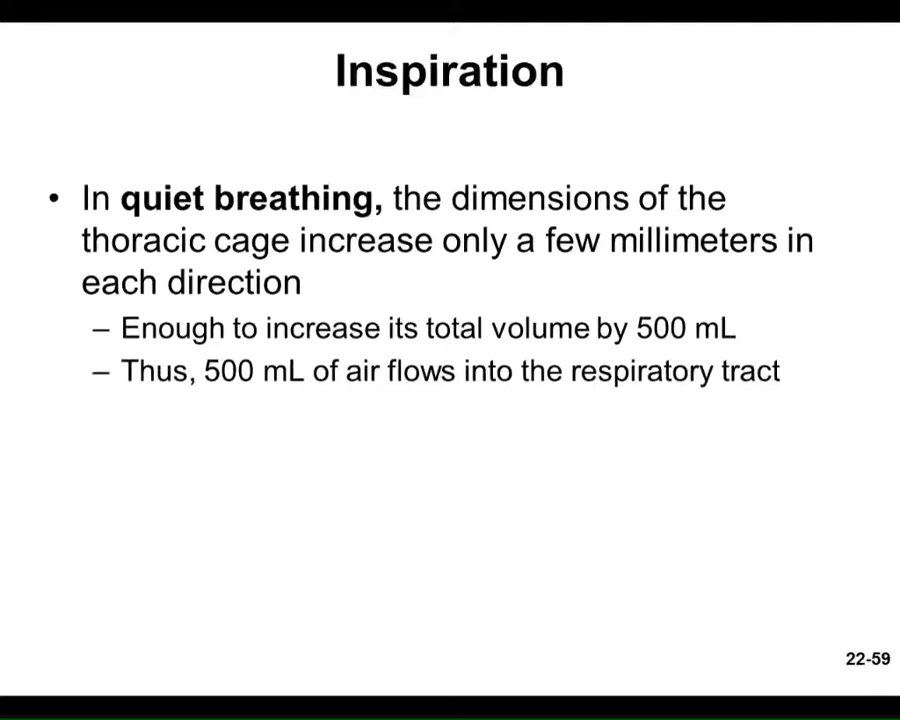 Inspiration
• In quiet breathing, the dimensions of the
thoracic cage increase only a few millimeters in
each direction
– Enough to increase its total volume by 500 mL
– Thus, 500 mL of air flows into the respiratory tract
22-59